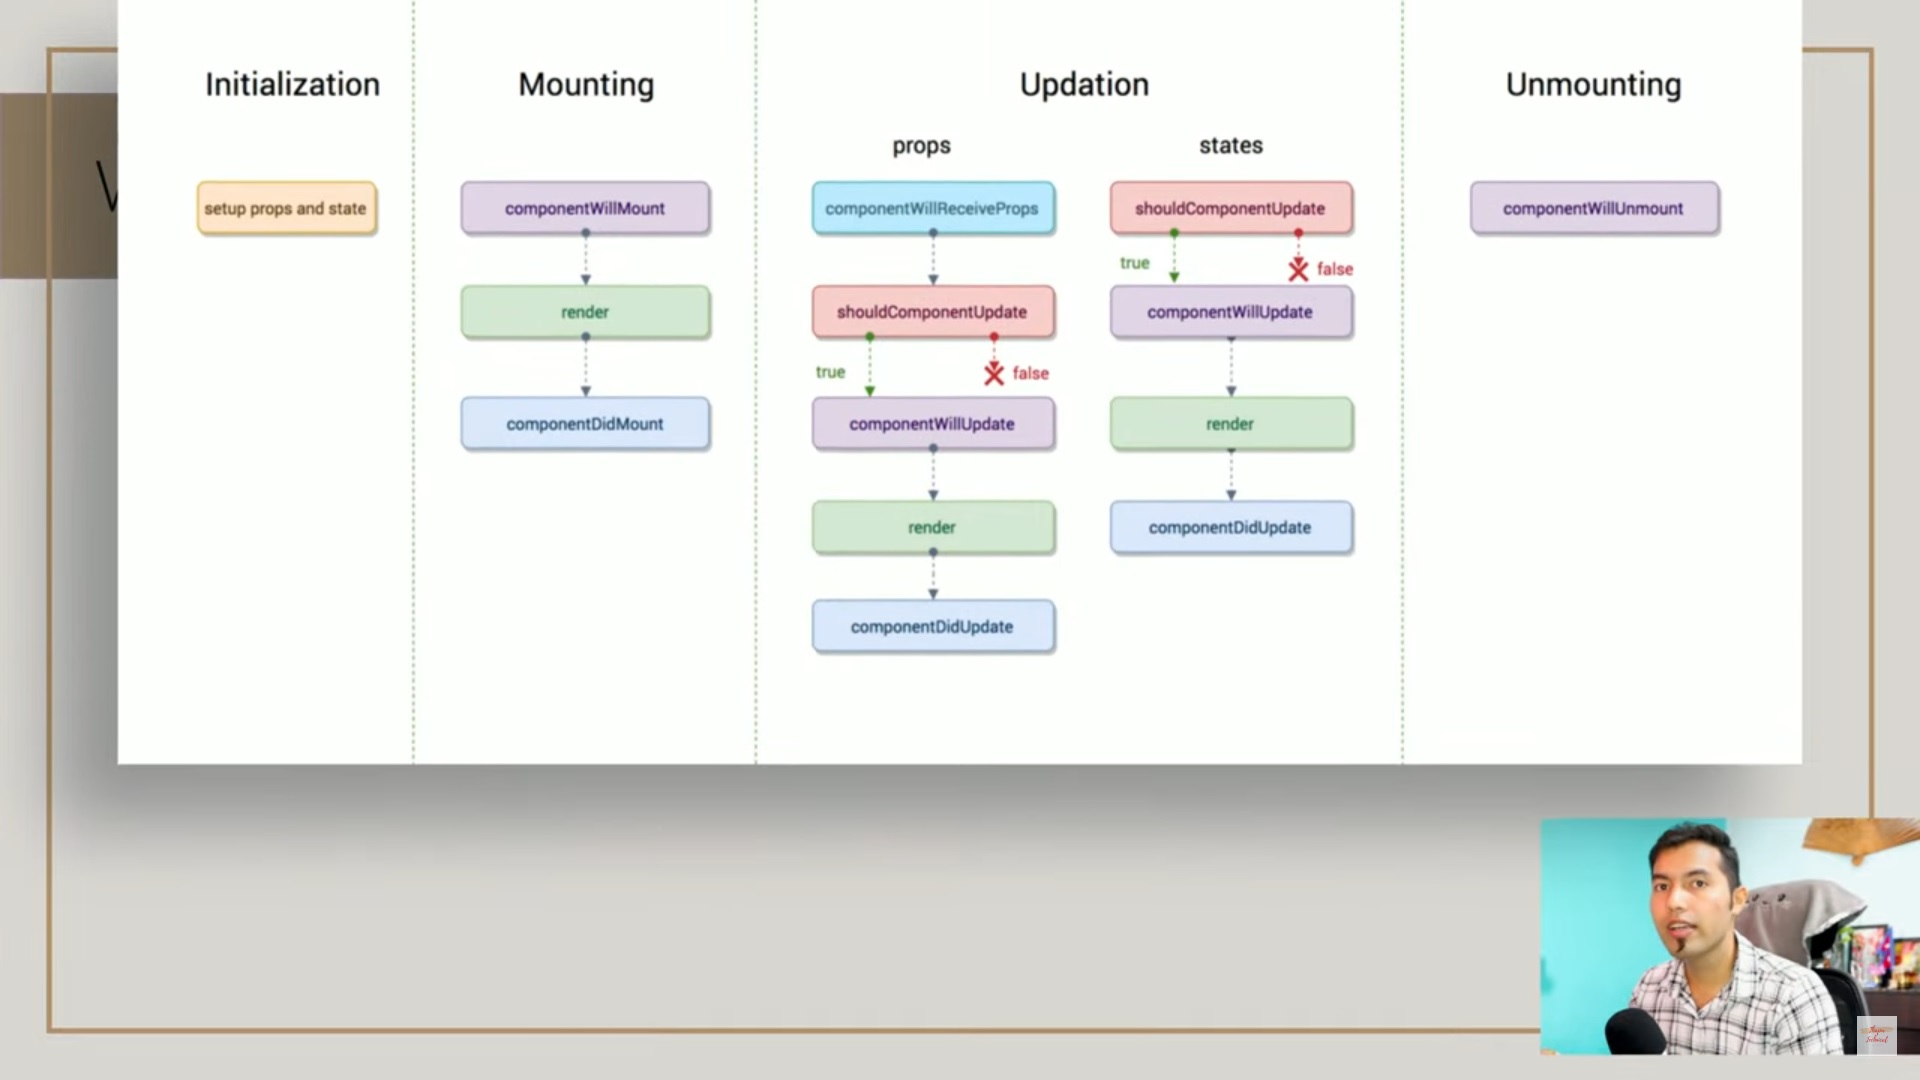 Initialization
Mounting
Updation
Unmounting
props
states
setup props and state
componentWillMount
render
componentDidMount
componentWillReceiveProps
shouldComponentUpdate
true
false
componentWillUpdate
render
componentDidUpdate
shouldComponentUpdate
true
false
componentWillUpdate
render
componentDidUpdate
componentWillUnmount